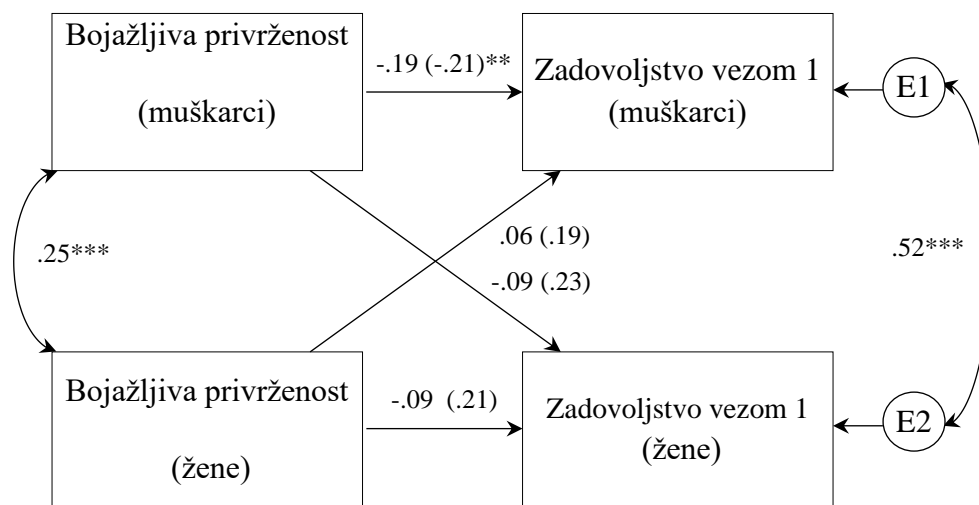 Bojažljiva privrženost
(muškarci)
-.19 (-.21)**
Zadovoljstvo vezom 1
(muškarci)
E1
.25***
.06 (.19)
-.09 (.23)
.52***
Bojažljiva privrženost
(žene)
-.09 (.21)
Zadovoljstvo vezom 1
(žene)
E2